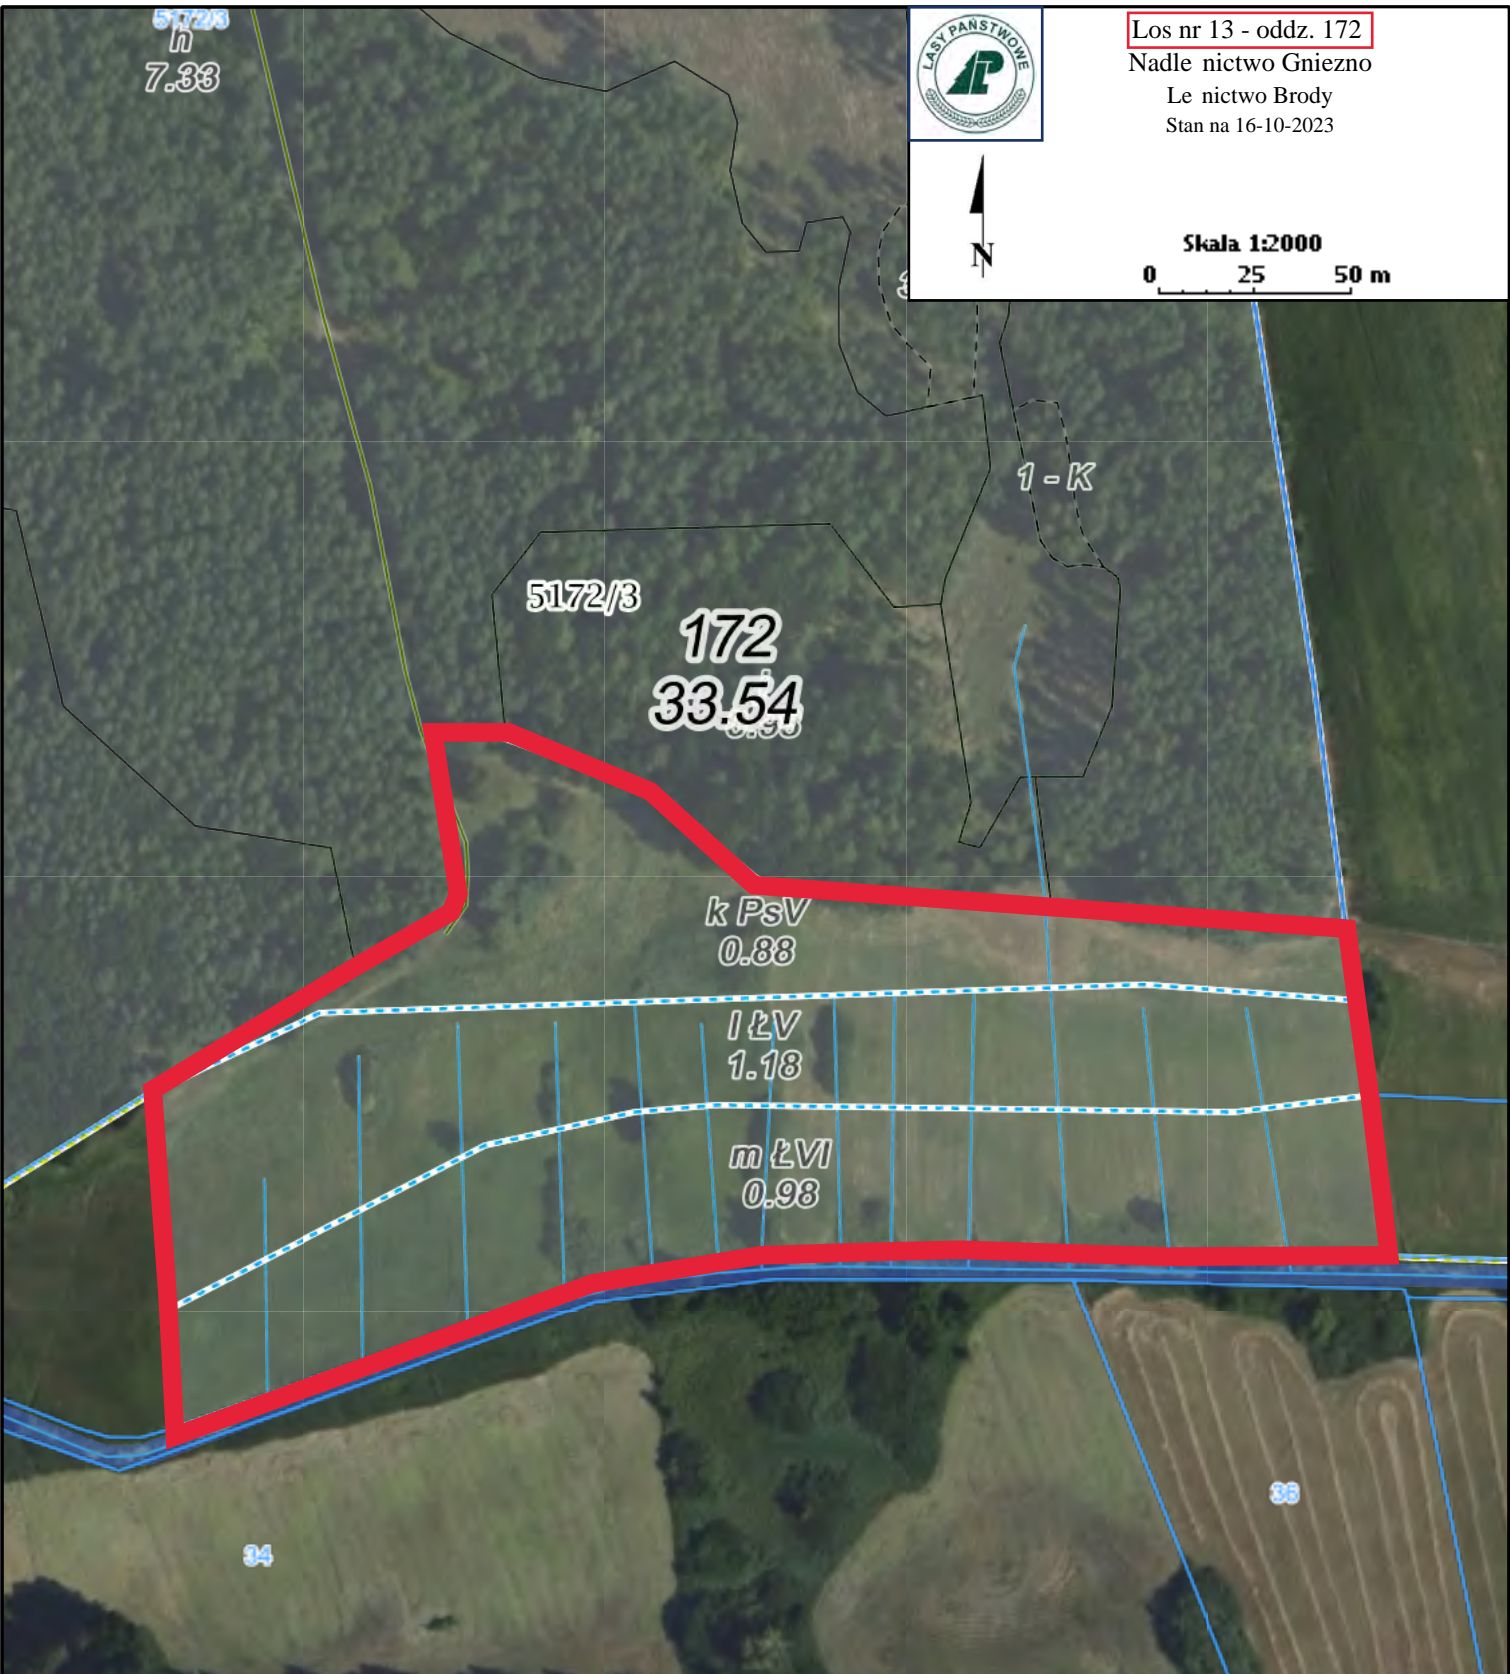 5172/3
h
7.33
LASY PAŃSTWOWE
LP
Los nr 13 - oddz. 172
Nadle nictwo Gniezno
Le nictwo Brody
Stan na 16-10-2023
N
Skala 1:2000
0 25 50 m
1 - K
5172/3
172
33.54
k PsV
0.88
l ŁV
1.18
m ŁVI
0.98
36
34